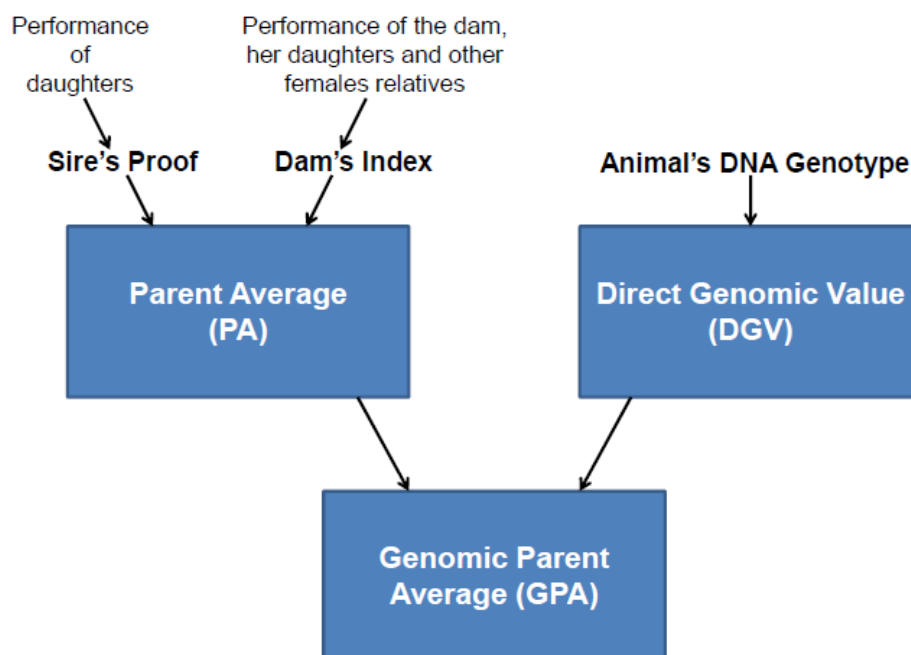 Performance
of
daughters
Performance of the dam,
her daughters and other
females relatives
Sire's Proof
Dam's Index
Animal's DNA Genotype
Parent Average
(PA)
Direct Genomic Value
(DGV)
Genomic Parent
Average (GPA)